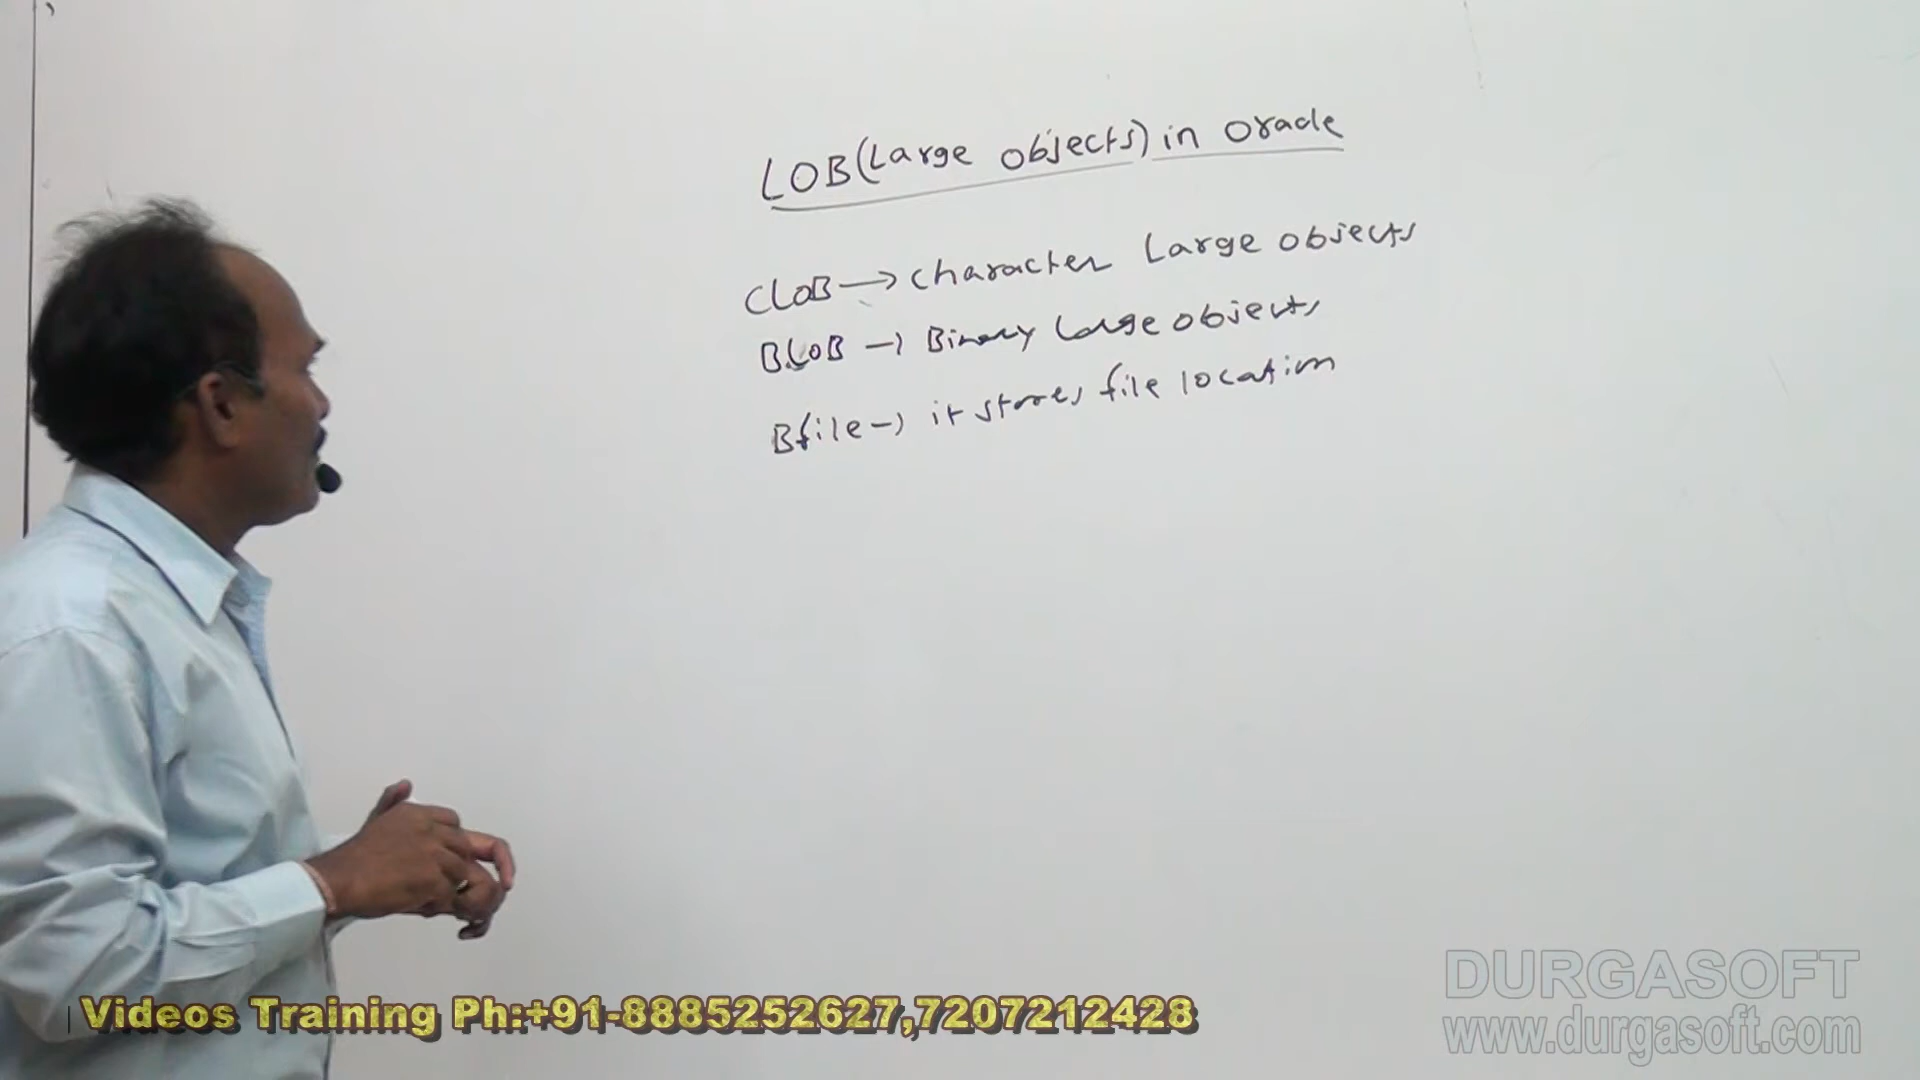 LOB(Large objects) in oracle
CLOB → character Large objects
BLOB → Binary Large objects
Bfile → it stores file location
Videos Training Ph:+91-8885252627,7207212428
DURGASOFT
www.durgasoft.com